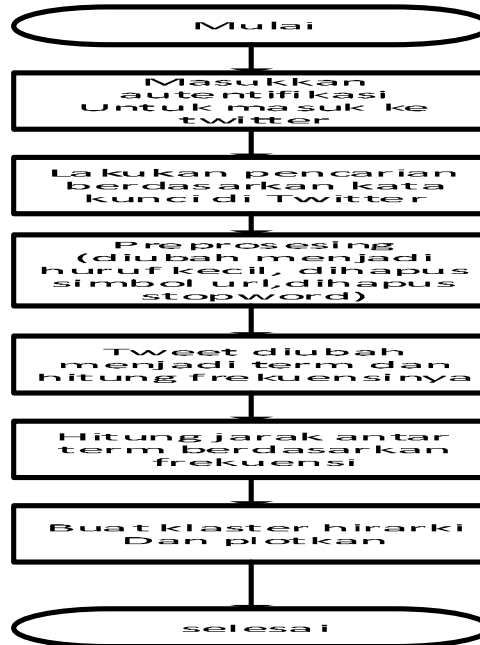 Mulai
Masukkan
autentifikasi
Untuk masuk ke
twitter
Lakukan pencarian
berdasarkan kata
kunci di Twitter
Preprosesing
(diubah menjadi
huruf kecil, dihapus
simbol url,dihapus
stopword)
Tweet diubah
menjadi term dan
hitung frekuensinya
Hitung jarak antar
term berdasarkan
frekuensi
Buat klaster hirarki
Dan plotkan
selesai